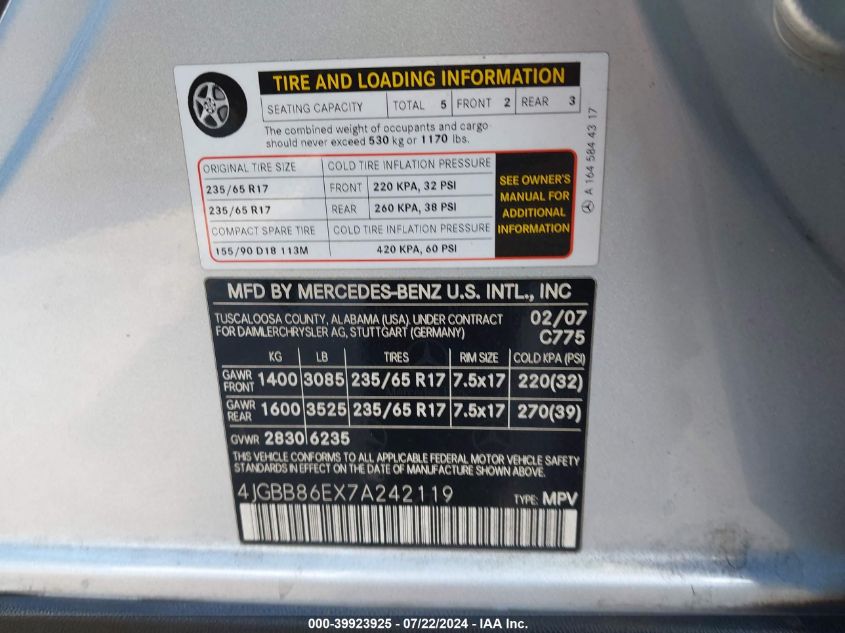 TIRE AND LOADING INFORMATION
SEATING CAPACITY TOTAL 5 FRONT 2 REAR 3
The combined weight of occupants and cargo
should never exceed 530 kg or 1170 lbs.
ORIGINAL TIRE SIZE COLD TIRE INFLATION PRESSURE
235/65 R17 FRONT 220 KPA, 32 PSI
235/65 R17 REAR 260 KPA, 38 PSI
COMPACT SPARE TIRE COLD TIRE INFLATION PRESSURE
155/90 D18 113M 420 KPA, 60 PSI
SEE OWNER'S
MANUAL FOR
ADDITIONAL
INFORMATION
A 164 584 43 17
MFD BY MERCEDES-BENZ U.S. INTL., INC
TUSCALOOSA COUNTY, ALABAMA (USA), UNDER CONTRACT 02/07
FOR DAIMLERCHRYSLER AG, STUTTGART (GERMANY) C775
KG LB TIRES RIM SIZE COLD KPA (PSI)
GAWR FRONT 1400 3085 235/65 R17 7.5x17 220(32)
GAWR REAR 1600 3525 235/65 R17 7.5x17 270(39)
GVWR 2830 6235
THIS VEHICLE CONFORMS TO ALL APPLICABLE FEDERAL MOTOR VEHICLE SAFETY
STANDARDS IN EFFECT ON THE DATE OF MANUFACTURE SHOWN ABOVE.
4JGBB86EX7A242119 TYPE: MPV
000-39923925 - 07/22/2024 - IAA Inc.